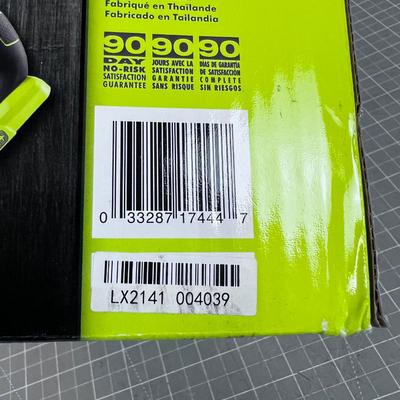 Fabriqué en Thaïlande
Fabricado en Tailandia
90 DAY NO-RISK SATISFACTION GUARANTEE
90 JOURS AVEC LA SATISFACTION GARANTIE SANS RISQUE
90 DÍAS DE GARANTÍA DE SATISFACCIÓN COMPLETE SIN RIESGOS
0 33287 17444 7
LX2141 004039